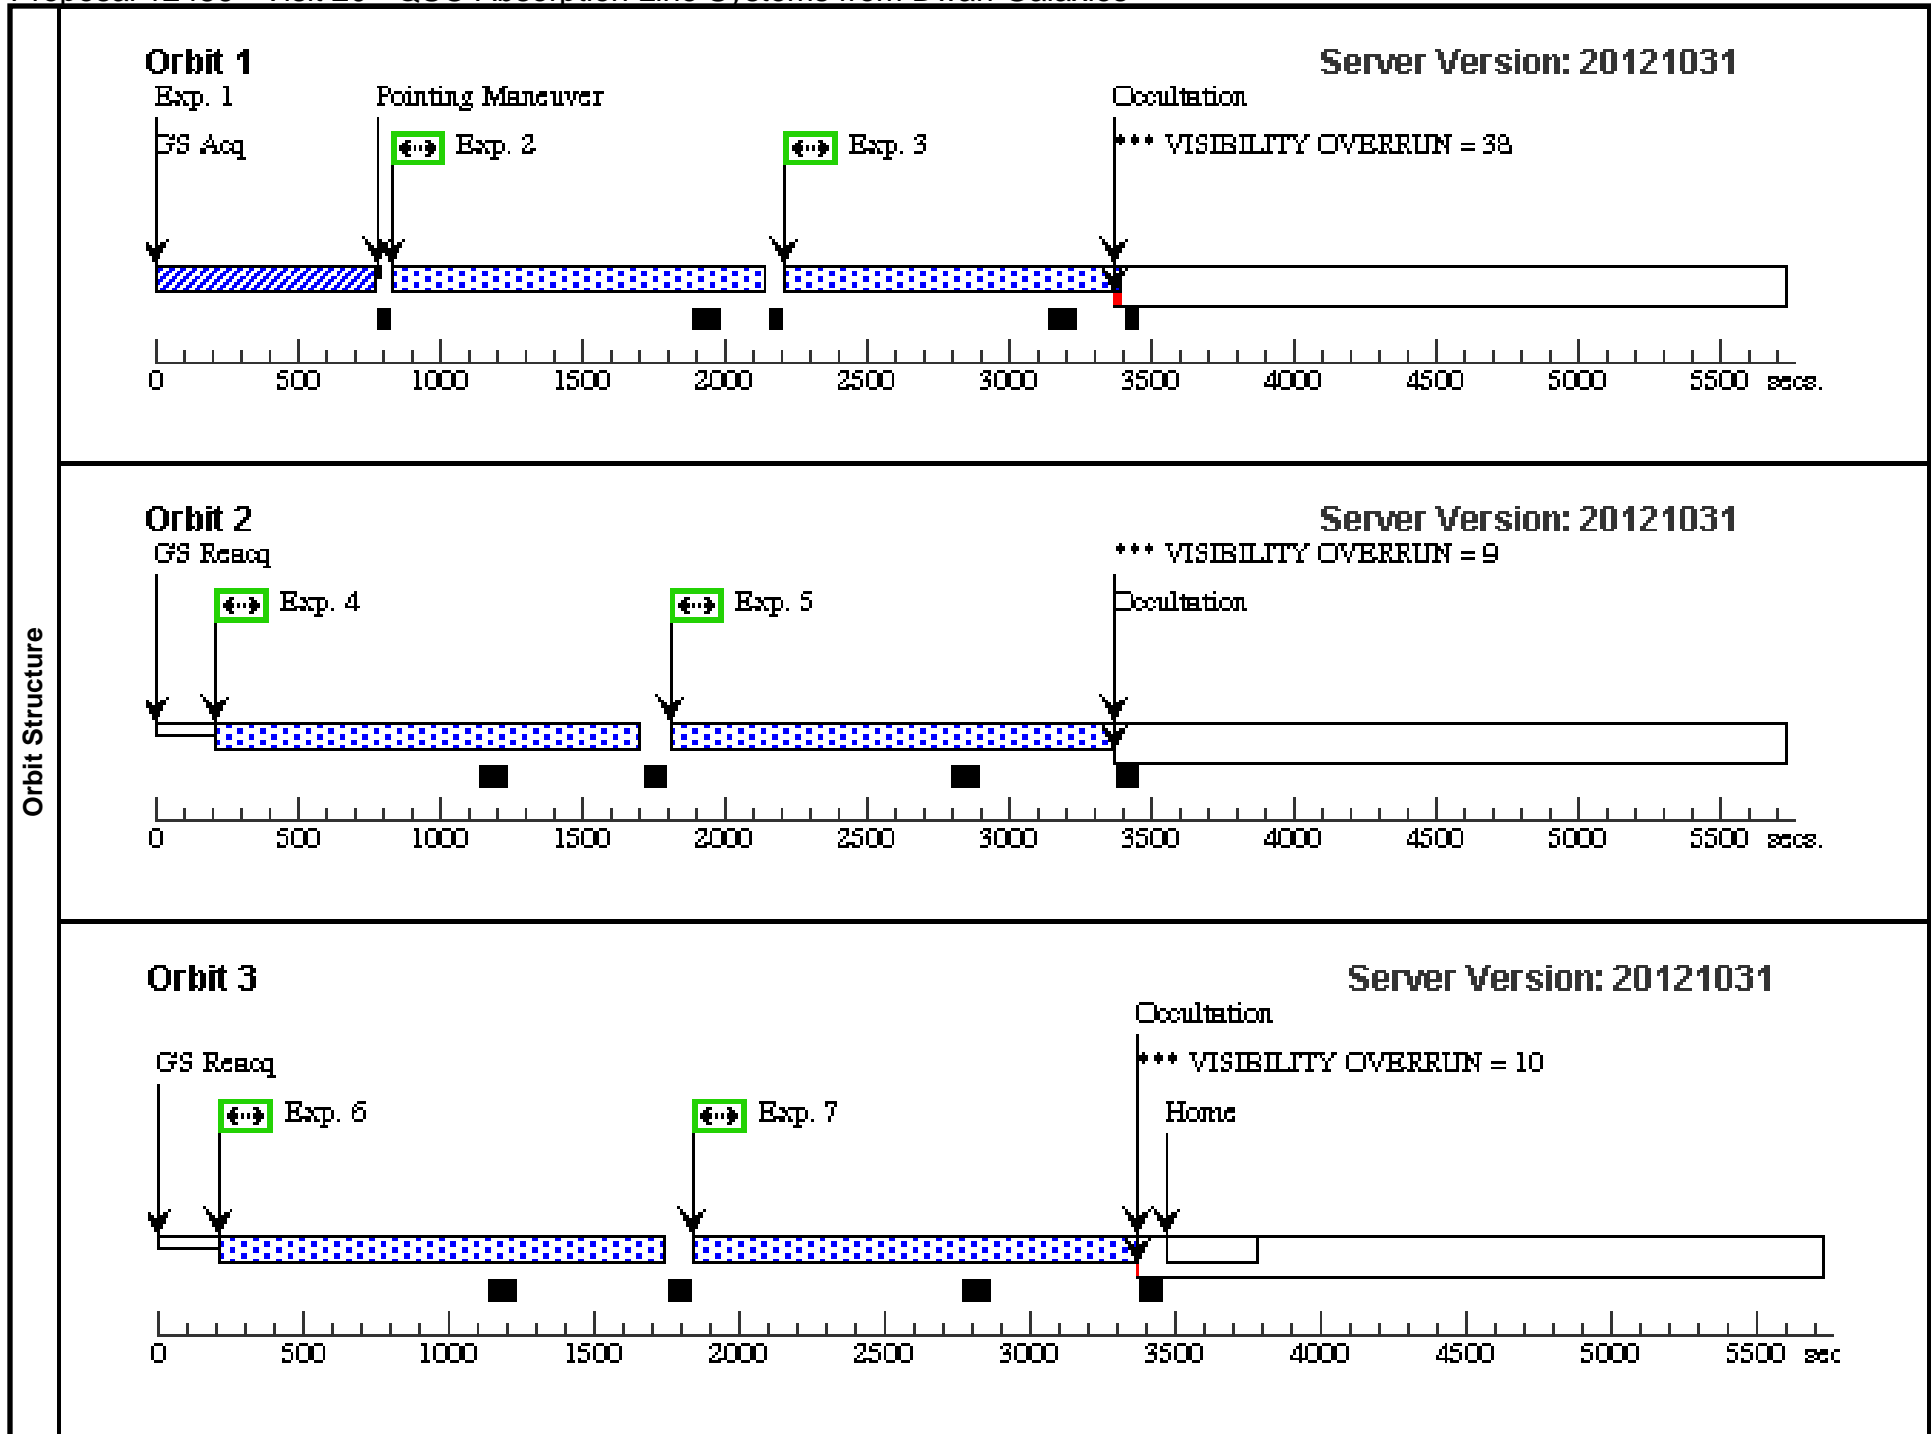 Orbit Structure
Orbit 1
Server Version: 20121031
Exp. 1
Pointing Maneuver
Occultation
GS Acq
Exp. 2
Exp. 3
*** VISIBILITY OVERRUN = 38
0 500 1000 1500 2000 2500 3000 3500 4000 4500 5000 5500 secs.
Orbit 2
Server Version: 20121031
GS Reacq
*** VISIBILITY OVERRUN = 9
Exp. 4
Exp. 5
Occultation
0 500 1000 1500 2000 2500 3000 3500 4000 4500 5000 5500 secs.
Orbit 3
Server Version: 20121031
Occultation
GS Reacq
*** VISIBILITY OVERRUN = 10
Exp. 6
Exp. 7
Home
0 500 1000 1500 2000 2500 3000 3500 4000 4500 5000 5500 sec